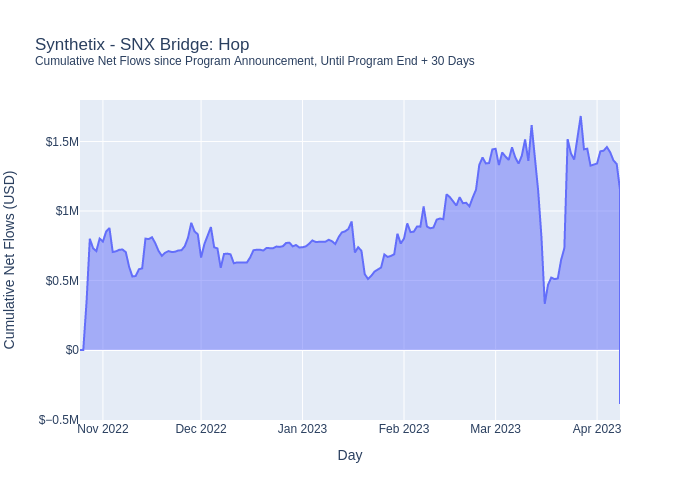 Synthetix - SNX Bridge: Hop
Cumulative Net Flows since Program Announcement, Until Program End + 30 Days
Cumulative Net Flows (USD)
$1.5M
$1M
$0.5M
$0
$−0.5M
Nov 2022
Dec 2022
Jan 2023
Feb 2023
Mar 2023
Apr 2023
Day